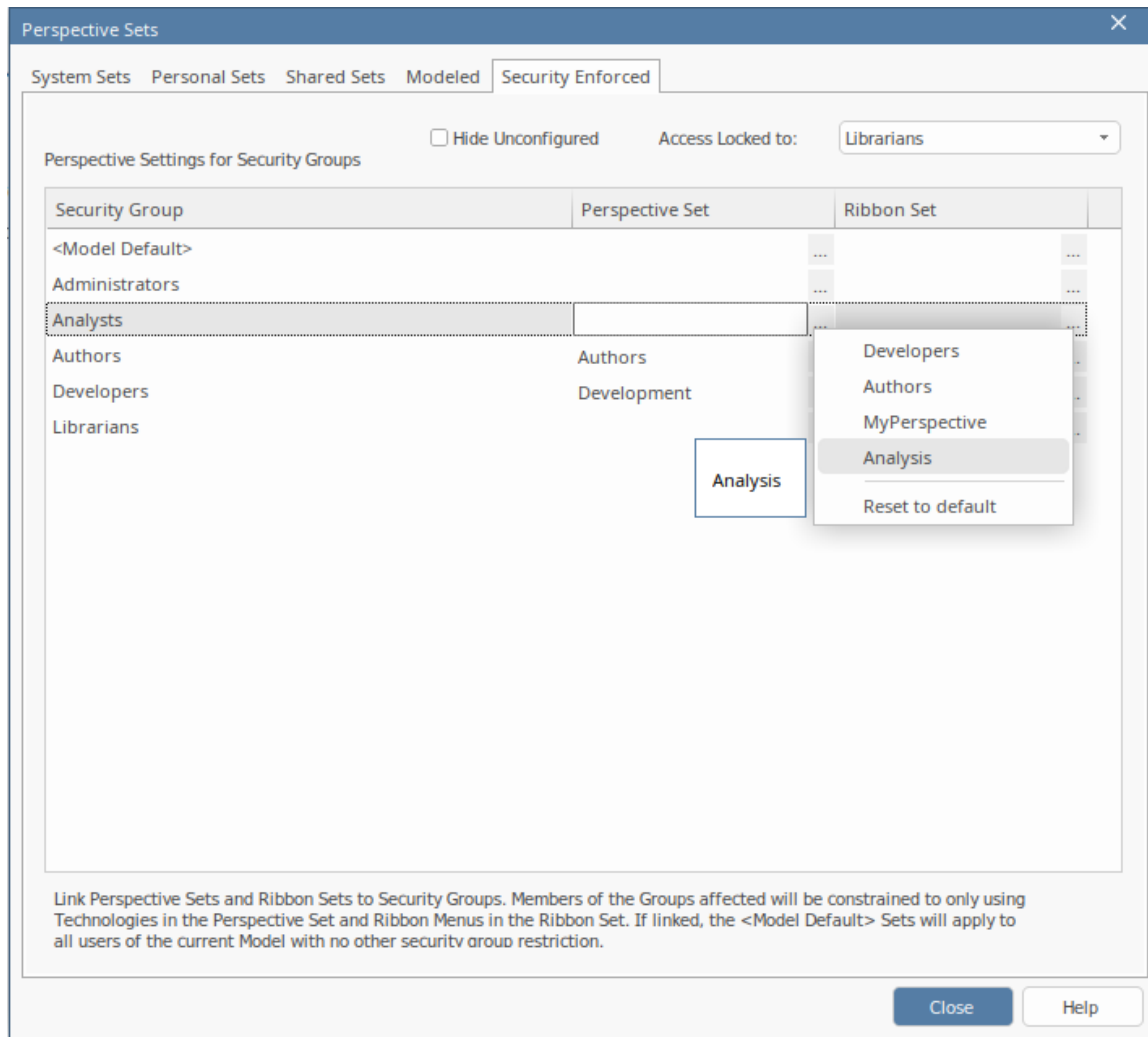 Perspective Sets
System Sets Personal Sets Shared Sets Modeled Security Enforced
Hide Unconfigured Access Locked to: Librarians
Perspective Settings for Security Groups
Security Group Perspective Set Ribbon Set
<Model Default> ... ...
Administrators ... ...
Analysts ... ...
Developers
Authors Authors
Authors
Developers Development
MyPerspective
Librarians
Analysis
Analysis
Reset to default
Link Perspective Sets and Ribbon Sets to Security Groups. Members of the Groups affected will be constrained to only using
Technologies in the Perspective Set and Ribbon Menus in the Ribbon Set. If linked, the <Model Default> Sets will apply to
all users of the current Model with no other security group restriction.
Close Help